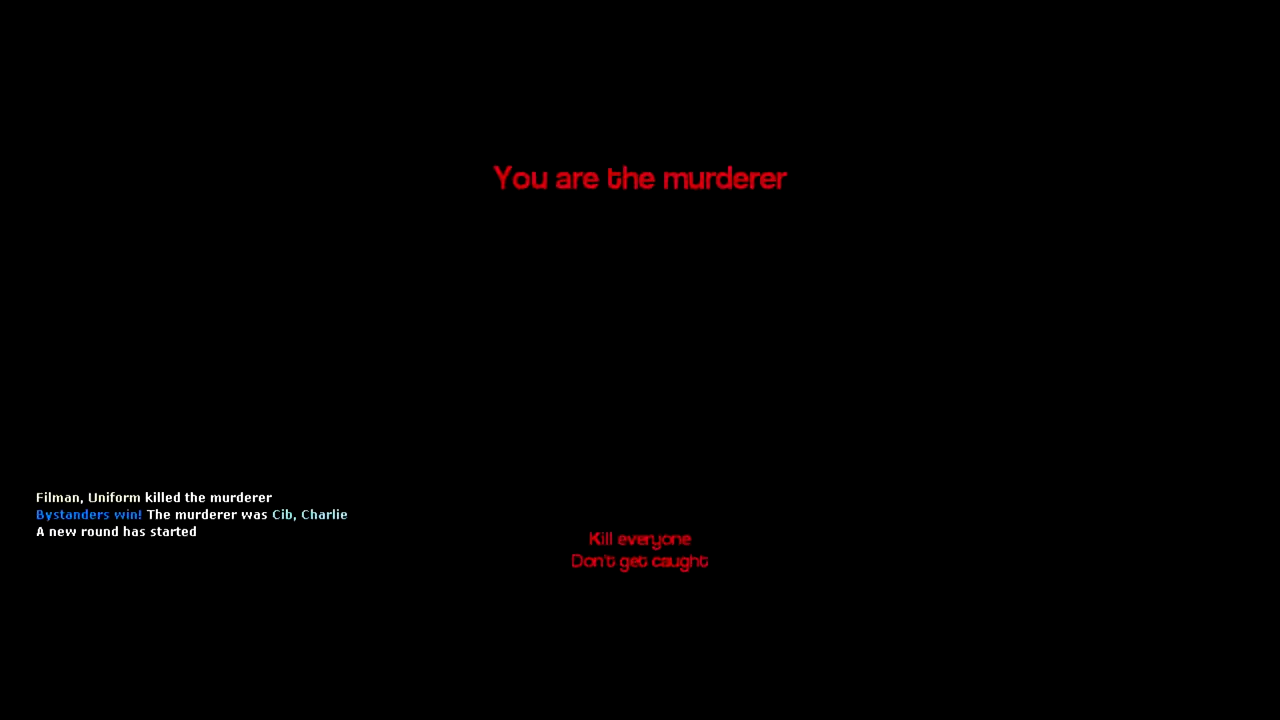 You are the murderer
Filman, Uniform killed the murderer
Bystanders win! The murderer was Cib, Charlie
A new round has started
Kill everyone
Don't get caught